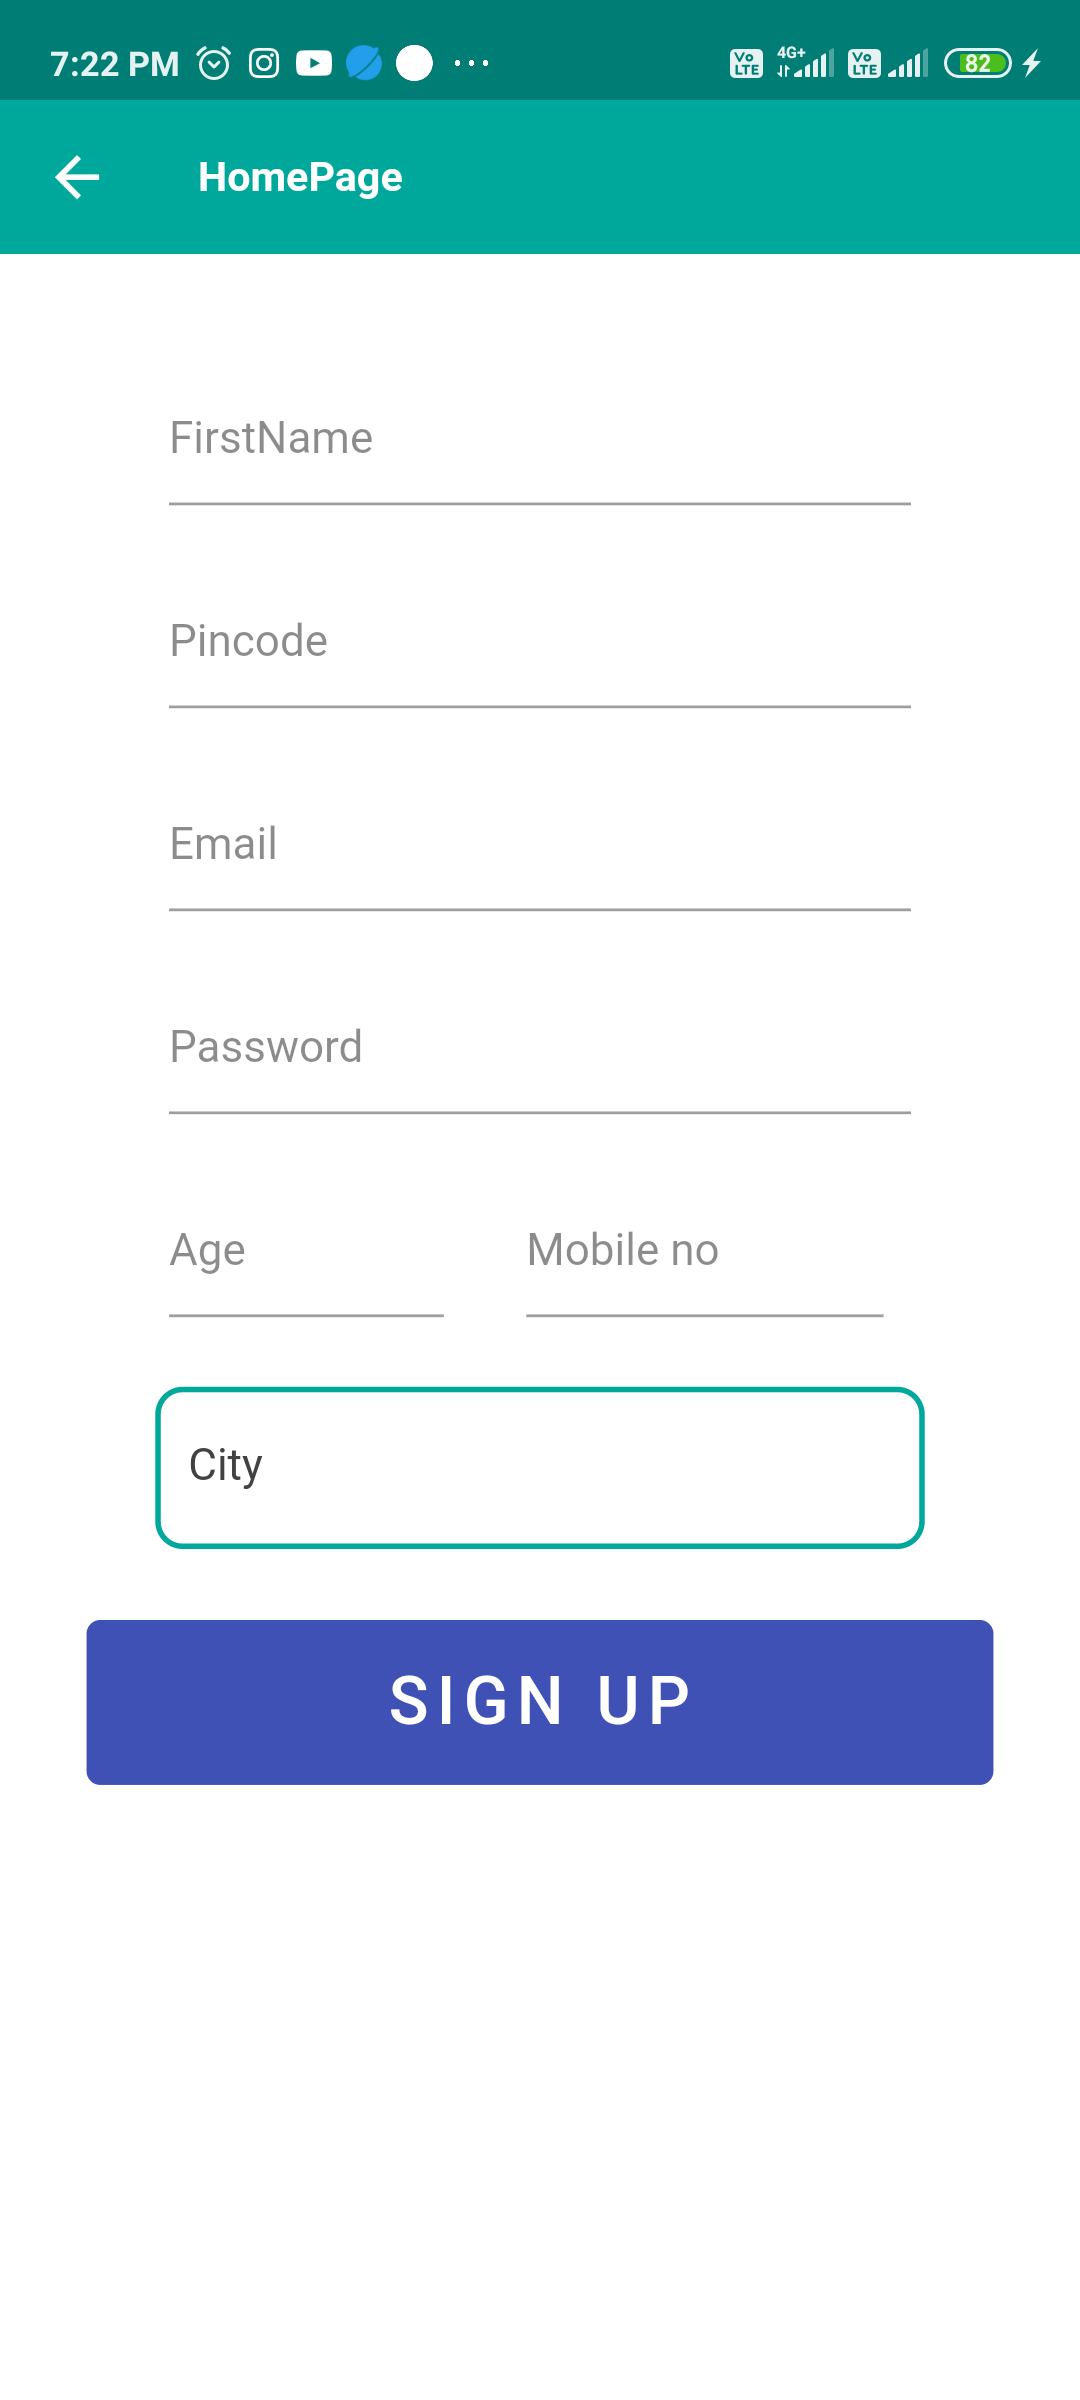 7:22 PM 4G+ Vo LTE Vo LTE 82
HomePage
FirstName
Pincode
Email
Password
Age Mobile no
City
SIGN UP